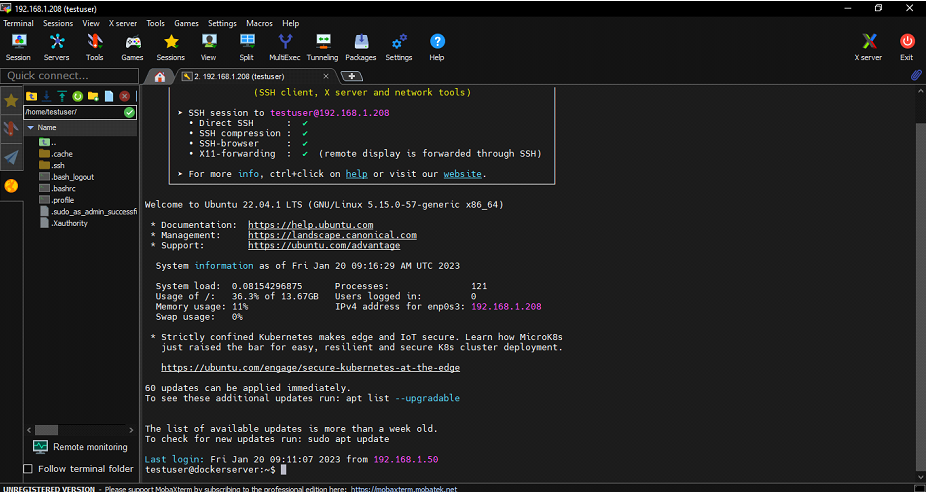 192.168.1.208 (testuser)
Terminal Sessions View X server Tools Games Settings Macros Help
Session Servers Tools Games Sessions View Split MultiExec Tunneling Packages Settings Help X server Exit
Quick connect...
2. 192.168.1.208 (testuser)
/home/testuser/
Name
..
.cache
.ssh
.bash_logout
.bashrc
.profile
.sudo_as_admin_successfi
.Xauthority
Remote monitoring
Follow terminal folder
(SSH client, X server and network tools)
➤ SSH session to testuser@192.168.1.208
• Direct SSH : ✔
• SSH compression : ✔
• SSH-browser : ✔
• X11-forwarding : ✔ (remote display is forwarded through SSH)
➤ For more info, ctrl+click on help or visit our website.
Welcome to Ubuntu 22.04.1 LTS (GNU/Linux 5.15.0-57-generic x86_64)
* Documentation: https://help.ubuntu.com
* Management: https://landscape.canonical.com
* Support: https://ubuntu.com/advantage
System information as of Fri Jan 20 09:16:29 AM UTC 2023
System load: 0.08154296875 Processes: 121
Usage of /: 36.3% of 13.67GB Users logged in: 0
Memory usage: 11% IPv4 address for enp0s3: 192.168.1.208
Swap usage: 0%
* Strictly confined Kubernetes makes edge and IoT secure. Learn how MicroK8s
just raised the bar for easy, resilient and secure K8s cluster deployment.
https://ubuntu.com/engage/secure-kubernetes-at-the-edge
60 updates can be applied immediately.
To see these additional updates run: apt list --upgradable
The list of available updates is more than a week old.
To check for new updates run: sudo apt update
Last login: Fri Jan 20 09:11:07 2023 from 192.168.1.50
testuser@dockerserver:~$
UNREGISTERED VERSION - Please support MobaXterm by subscribing to the professional edition here: https://mobaxterm.mobatek.net